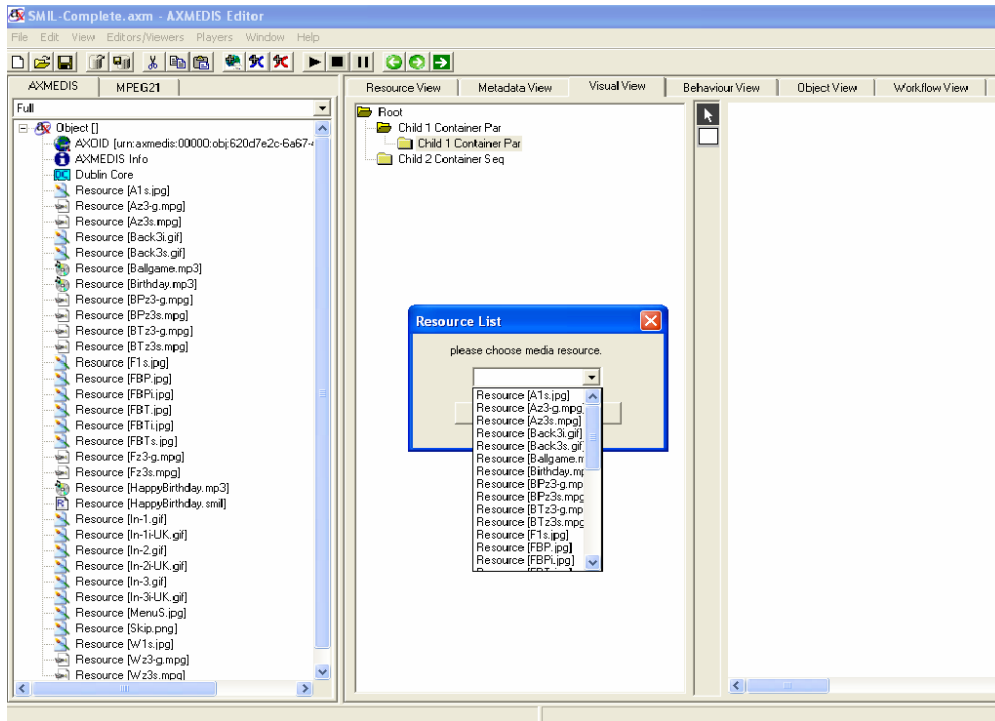 SMIL-Complete.axm - AXMEDIS Editor
File Edit View Editors/Viewers Players Window Help
AXMEDIS MPEG21
Full
Object []
AXOID [urn:axmedis:00000:obj:620d7e2c-6a67-
AXMEDIS Info
DC Dublin Core
Resource [A1s.jpg]
Resource [Az3-g.mpg]
Resource [Az3s.mpg]
Resource [Back3i.gif]
Resource [Back3s.gif]
Resource [Ballgame.mp3]
Resource [Birthday.mp3]
Resource [BPz3-g.mpg]
Resource [BPz3s.mpg]
Resource [BTz3-g.mpg]
Resource [BTz3s.mpg]
Resource [F1s.jpg]
Resource [FBP.jpg]
Resource [FBPi.jpg]
Resource [FBT.jpg]
Resource [FBTi.jpg]
Resource [FBTs.jpg]
Resource [Fz3-g.mpg]
Resource [Fz3s.mpg]
Resource [HappyBirthday.mp3]
Resource [HappyBirthday.smil]
Resource [In-1.gif]
Resource [In-1i-UK.gif]
Resource [In-2.gif]
Resource [In-2i-UK.gif]
Resource [In-3.gif]
Resource [In-3i-UK.gif]
Resource [MenuS.jpg]
Resource [Skip.png]
Resource [W1s.jpg]
Resource [Wz3-g.mpg]
Resource [Wz3s.mpg]
Resource View Metadata View Visual View Behaviour View Object View Workflow View
Root
Child 1 Container Par
Child 1 Container Par
Child 2 Container Seq
Resource List
please choose media resource.
Resource [A1s.jpg]
Resource [Az3-g.mpg]
Resource [Az3s.mpg]
Resource [Back3i.gif]
Resource [Back3s.gif]
Resource [Ballgame.m
Resource [Birthday.mp
Resource [BPz3-g.mp
Resource [BPz3s.mpg
Resource [BTz3-g.mp
Resource [BTz3s.mpg
Resource [F1s.jpg]
Resource [FBP.jpg]
Resource [FBPi.jpg]